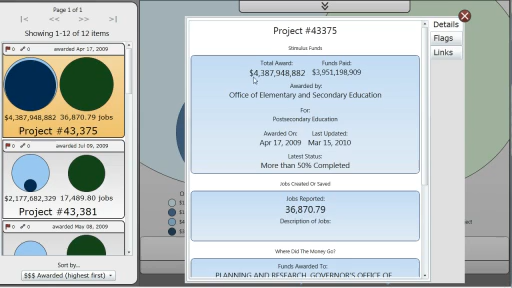 Page 1 of 1
|< << >> >|
Showing 1-12 of 12 items
0 0 awarded Apr 17, 2009
$4,387,948,882 36,870.79 jobs
Project #43,375
0 0 awarded Jul 09, 2009
$2,177,682,329 17,489.80 jobs
Project #43,381
0 0 awarded May 08, 2009
Sort by...
$$$ Awarded (highest first)
Project #43375
Stimulus Funds
Total Award: Funds Paid:
$4,387,948,882 $3,951,198,909
Awarded by:
Office of Elementary and Secondary Education
For:
Postsecondary Education
Awarded On: Last Updated:
Apr 17, 2009 Mar 15, 2010
Latest Status:
More than 50% Completed
Jobs Created Or Saved
Jobs Reported:
36,870.79
Description of Jobs:
Where Did The Money Go?
Funds Awarded To:
PLANNING AND RESEARCH, GOVERNOR'S OFFICE OF
Details
Flags
Links